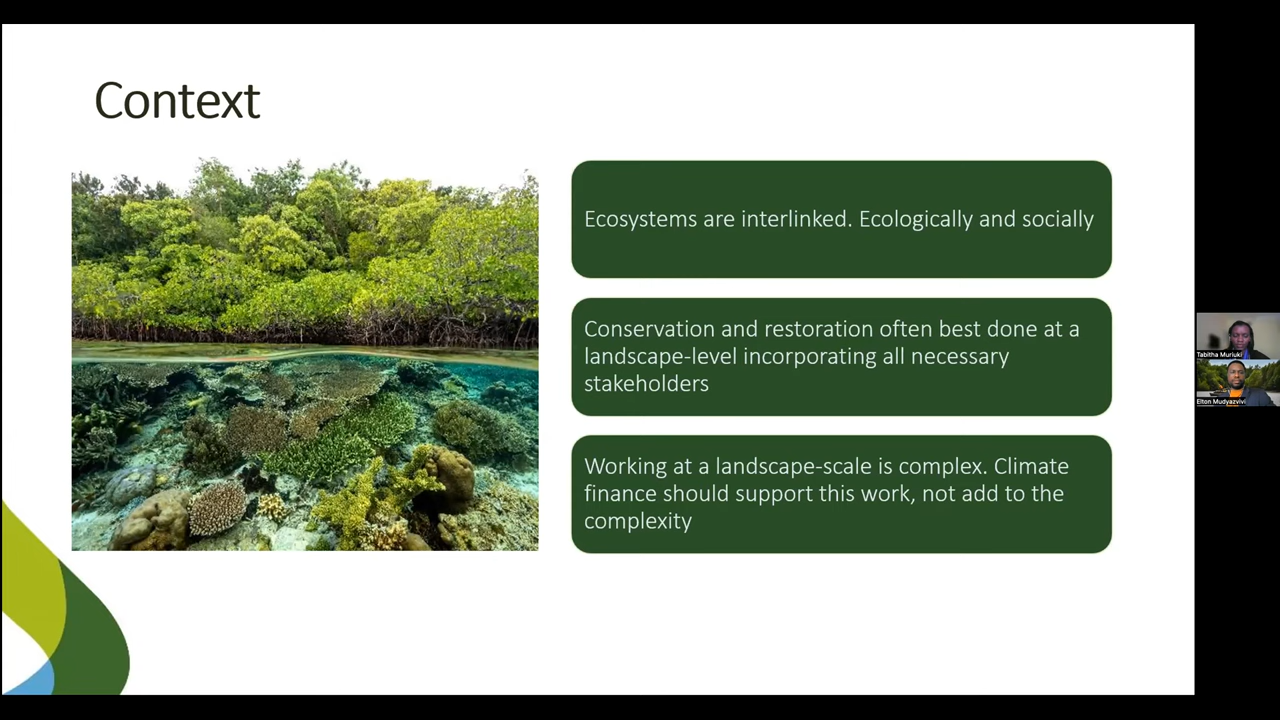 Context
Ecosystems are interlinked. Ecologically and socially
Conservation and restoration often best done at a
landscape-level incorporating all necessary
stakeholders
Working at a landscape-scale is complex. Climate
finance should support this work, not add to the
complexity
Tabitha Muriuki
Elton Mudyazvivi